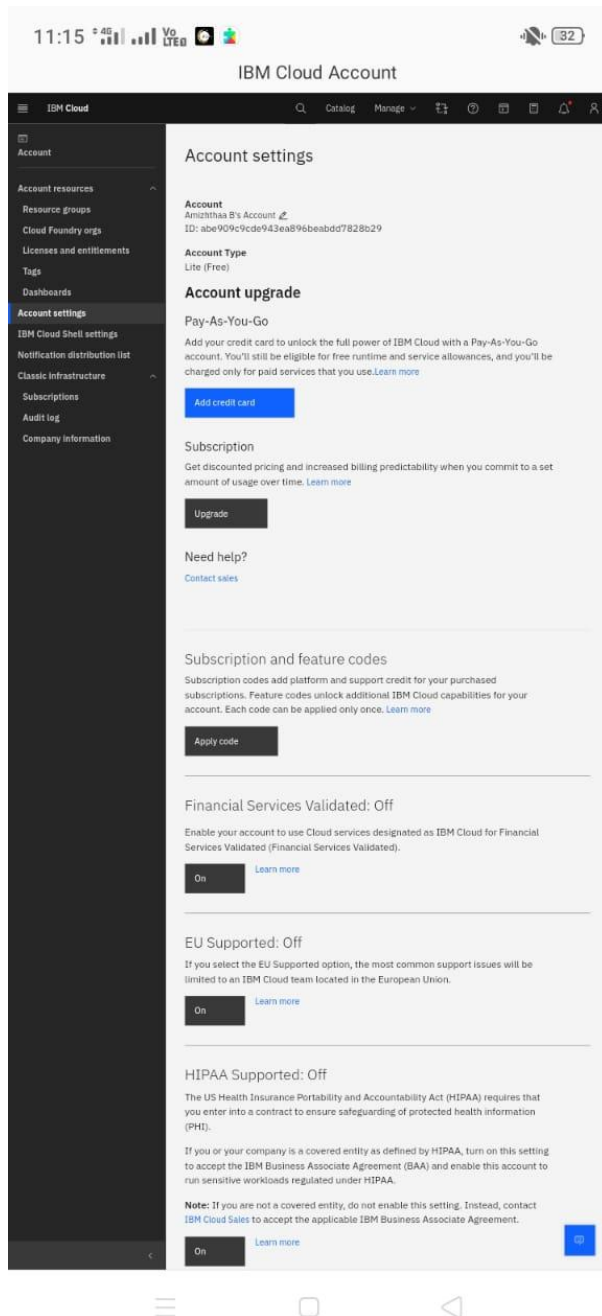 11:15 4G Vo LTE 32
IBM Cloud Account
IBM Cloud
Catalog Manage
Account
Account resources
Resource groups
Cloud Foundry orgs
Licenses and entitlements
Tags
Dashboards
Account settings
IBM Cloud Shell settings
Notification distribution list
Classic infrastructure
Subscriptions
Audit log
Company information
Account settings
Account
Amizhthaa B's Account
ID: abe909c9cde943ea896beabdd7828b29
Account Type
Lite (Free)
Account upgrade
Pay-As-You-Go
Add your credit card to unlock the full power of IBM Cloud with a Pay-As-You-Go
account. You'll still be eligible for free runtime and service allowances, and you'll be
charged only for paid services that you use.Learn more
Add credit card
Subscription
Get discounted pricing and increased billing predictability when you commit to a set
amount of usage over time. Learn more
Upgrade
Need help?
Contact sales
Subscription and feature codes
Subscription codes add platform and support credit for your purchased
subscriptions. Feature codes unlock additional IBM Cloud capabilities for your
account. Each code can be applied only once. Learn more
Apply code
Financial Services Validated: Off
Enable your account to use Cloud services designated as IBM Cloud for Financial
Services Validated (Financial Services Validated).
On Learn more
EU Supported: Off
If you select the EU Supported option, the most common support issues will be
limited to an IBM Cloud team located in the European Union.
On Learn more
HIPAA Supported: Off
The US Health Insurance Portability and Accountability Act (HIPAA) requires that
you enter into a contract to ensure safeguarding of protected health information
(PHI).
If you or your company is a covered entity as defined by HIPAA, turn on this setting
to accept the IBM Business Associate Agreement (BAA) and enable this account to
run sensitive workloads regulated under HIPAA.
Note: If you are not a covered entity, do not enable this setting. Instead, contact
IBM Cloud Sales to accept the applicable IBM Business Associate Agreement.
On Learn more